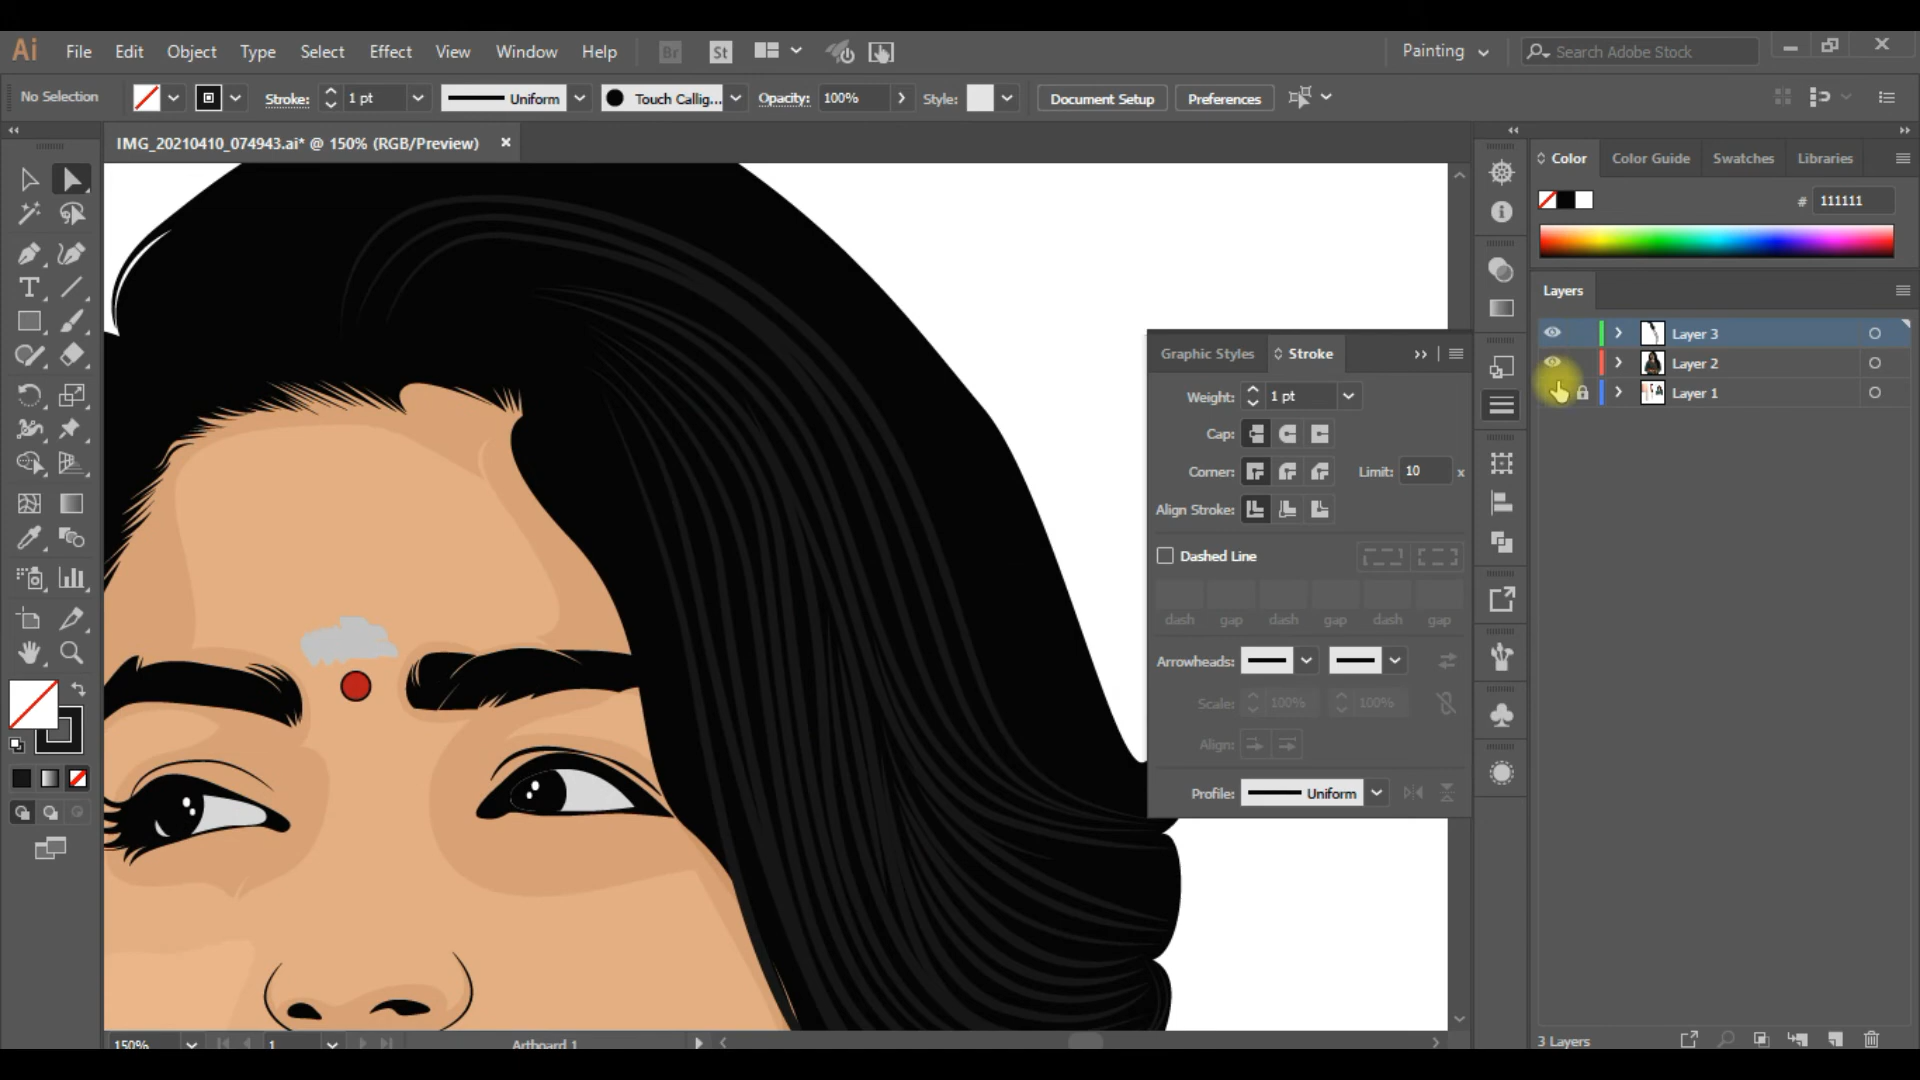 Ai File Edit Object Type Select Effect View Window Help Br St Painting Search Adobe Stock
No Selection Stroke: 1 pt Uniform Touch Callig... Opacity: 100% Style: Document Setup Preferences
IMG_20210410_074943.ai* @ 150% (RGB/Preview) ×
Color Color Guide Swatches Libraries
# 111111
Layers
Layer 3
Layer 2
Layer 1
Graphic Styles Stroke
Weight: 1 pt
Cap:
Corner: Limit: 10 x
Align Stroke:
Dashed Line
dash gap dash gap dash gap
Arrowheads:
Scale: 100% 100%
Align:
Profile: Uniform
150% 1 Artboard 1
3 Layers